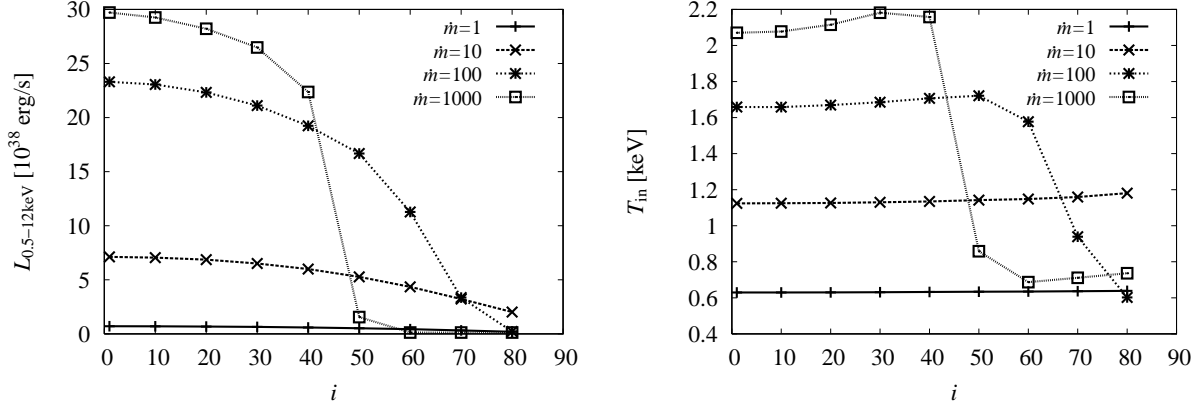 L0.5−12keV [10^38 erg/s]
30
25
20
15
10
5
0
0 10 20 30 40 50 60 70 80 90
i
ṁ=1
ṁ=10
ṁ=100
ṁ=1000
Tin [keV]
2.2
2
1.8
1.6
1.4
1.2
1
0.8
0.6
0.4
0 10 20 30 40 50 60 70 80 90
i
ṁ=1
ṁ=10
ṁ=100
ṁ=1000